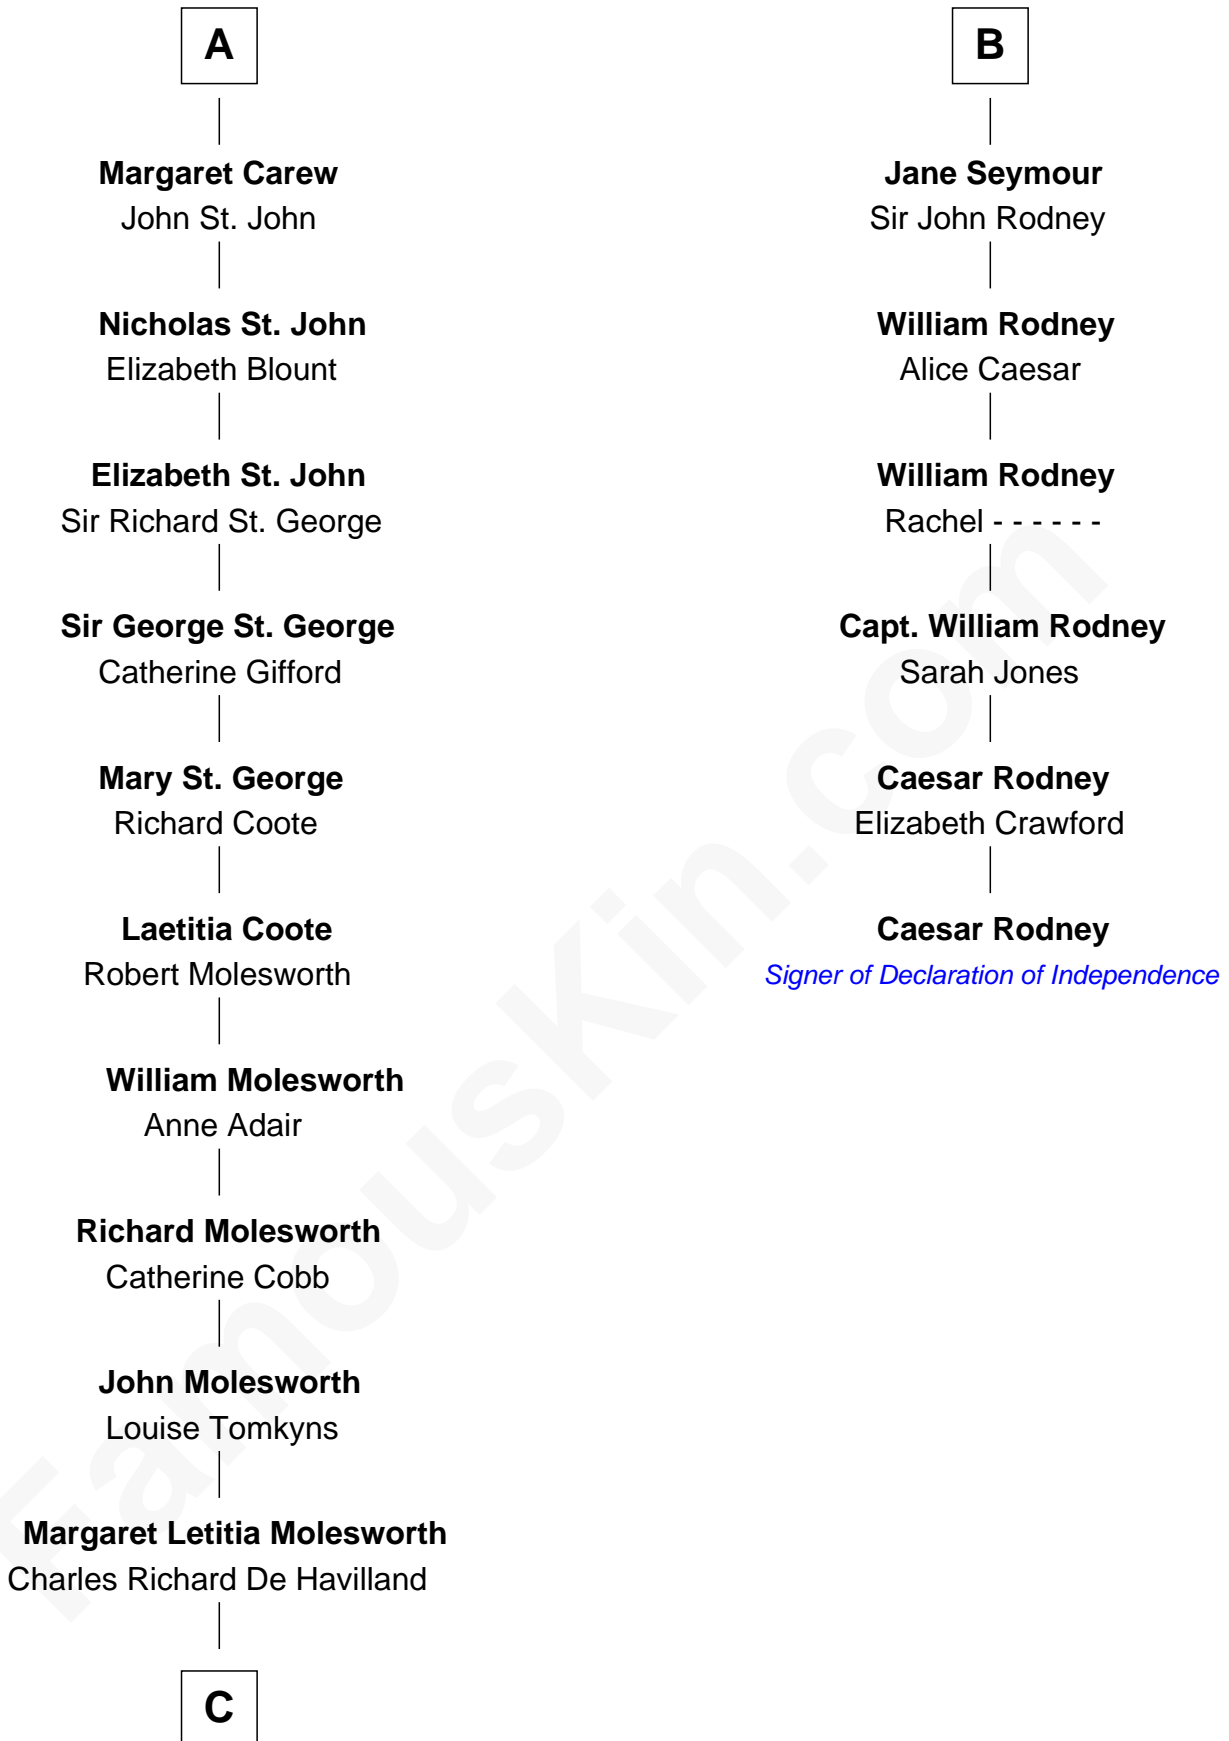 A
Margaret Carew
John St. John
Nicholas St. John
Elizabeth Blount
Elizabeth St. John
Sir Richard St. George
Sir George St. George
Catherine Gifford
Mary St. George
Richard Coote
Laetitia Coote
Robert Molesworth
William Molesworth
Anne Adair
Richard Molesworth
Catherine Cobb
John Molesworth
Louise Tomkyns
Margaret Letitia Molesworth
Charles Richard De Havilland
C
B
Jane Seymour
Sir John Rodney
William Rodney
Alice Caesar
William Rodney
Rachel - - - - - -
Capt. William Rodney
Sarah Jones
Caesar Rodney
Elizabeth Crawford
Caesar Rodney
Signer of Declaration of Independence
FamousKin.com